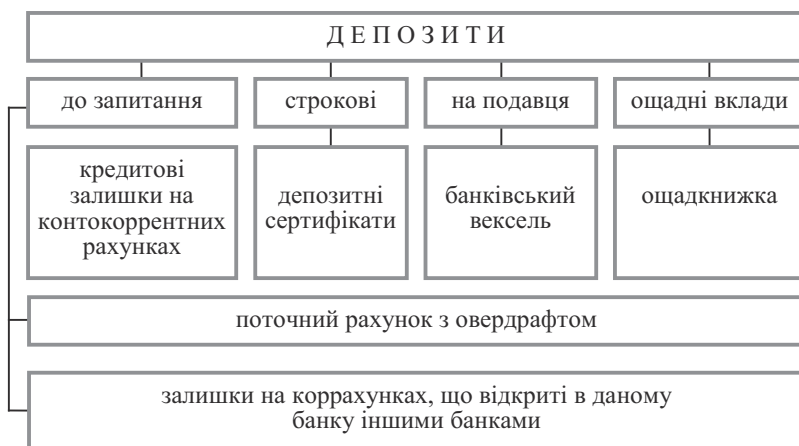 Д Е П О З И Т И
до запитання
строкові
на подавця
ощадні вклади
кредитові
залишки на
контокоррентних
рахунках
депозитні
сертифікати
банківський
вексель
ощадкнижка
поточний рахунок з овердрафтом
залишки на коррахунках, що відкриті в даному
банку іншими банками